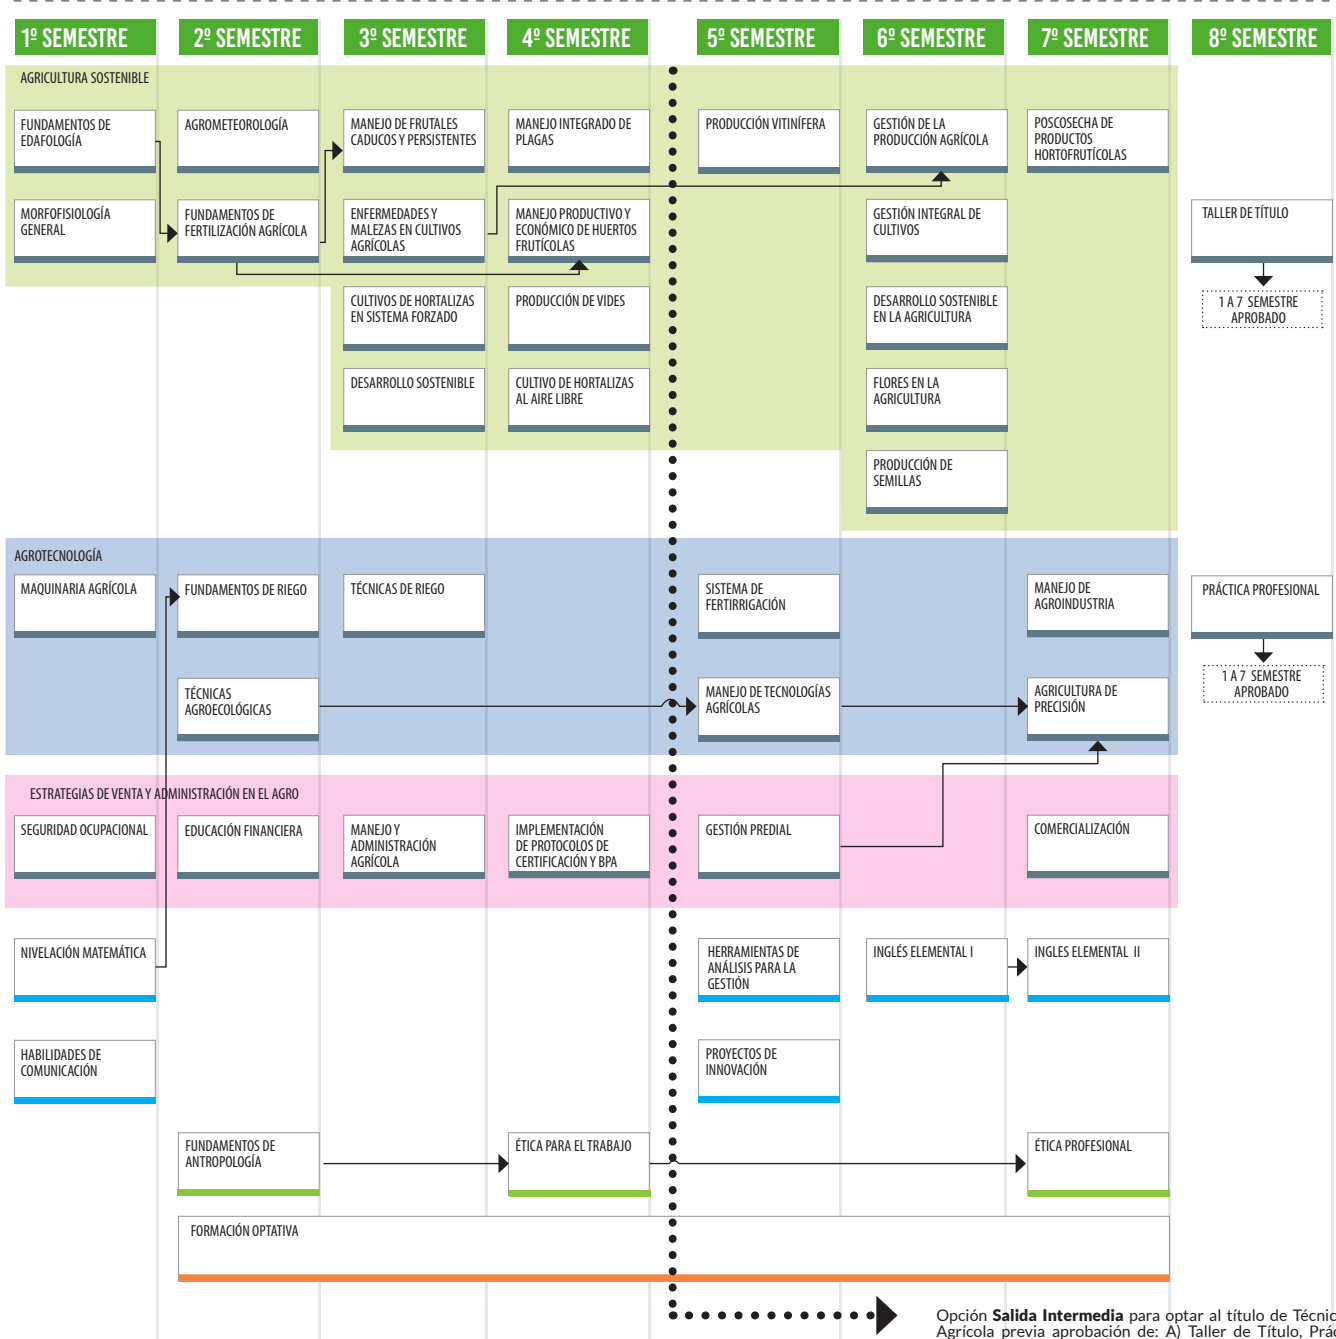 1º SEMESTRE
2º SEMESTRE
3º SEMESTRE
4º SEMESTRE
5º SEMESTRE
6º SEMESTRE
7º SEMESTRE
8º SEMESTRE
AGRICULTURA SOSTENIBLE
FUNDAMENTOS DE
EDAFOLOGÍA
AGROMETEOROLOGÍA
MANEJO DE FRUTALES
CADUCOS Y PERSISTENTES
MANEJO INTEGRADO DE
PLAGAS
PRODUCCIÓN VITINÍFERA
GESTIÓN DE LA
PRODUCCIÓN AGRÍCOLA
POSCOSECHA DE
PRODUCTOS
HORTOFRUTÍCOLAS
MORFOFISIOLOGÍA
GENERAL
FUNDAMENTOS DE
FERTILIZACIÓN AGRÍCOLA
ENFERMEDADES Y
MALEZAS EN CULTIVOS
AGRÍCOLAS
MANEJO PRODUCTIVO Y
ECONÓMICO DE HUERTOS
FRUTÍCOLAS
GESTIÓN INTEGRAL DE
CULTIVOS
TALLER DE TÍTULO
1 A 7 SEMESTRE
APROBADO
CULTIVOS DE HORTALIZAS
EN SISTEMA FORZADO
PRODUCCIÓN DE VIDES
DESARROLLO SOSTENIBLE
EN LA AGRICULTURA
DESARROLLO SOSTENIBLE
CULTIVO DE HORTALIZAS
AL AIRE LIBRE
FLORES EN LA
AGRICULTURA
PRODUCCIÓN DE
SEMILLAS
AGROTECNOLOGÍA
MAQUINARIA AGRÍCOLA
FUNDAMENTOS DE RIEGO
TÉCNICAS DE RIEGO
SISTEMA DE
FERTIRRIGACIÓN
MANEJO DE
AGROINDUSTRIA
PRÁCTICA PROFESIONAL
1 A 7 SEMESTRE
APROBADO
TÉCNICAS
AGROECOLÓGICAS
MANEJO DE TECNOLOGÍAS
AGRÍCOLAS
AGRICULTURA DE
PRECISIÓN
ESTRATEGIAS DE VENTA Y ADMINISTRACIÓN EN EL AGRO
SEGURIDAD OCUPACIONAL
EDUCACIÓN FINANCIERA
MANEJO Y
ADMINISTRACIÓN
AGRÍCOLA
IMPLEMENTACIÓN
DE PROTOCOLOS DE
CERTIFICACIÓN Y BPA
GESTIÓN PREDIAL
COMERCIALIZACIÓN
NIVELACIÓN MATEMÁTICA
HERRAMIENTAS DE
ANÁLISIS PARA LA
GESTIÓN
INGLÉS ELEMENTAL I
INGLES ELEMENTAL II
HABILIDADES DE
COMUNICACIÓN
PROYECTOS DE
INNOVACIÓN
FUNDAMENTOS DE
ANTROPOLOGÍA
ÉTICA PARA EL TRABAJO
ÉTICA PROFESIONAL
FORMACIÓN OPTATIVA
Opción Salida Intermedia para optar al título de Técnic
Agrícola previa aprobación de: A) Taller de Título, Prác